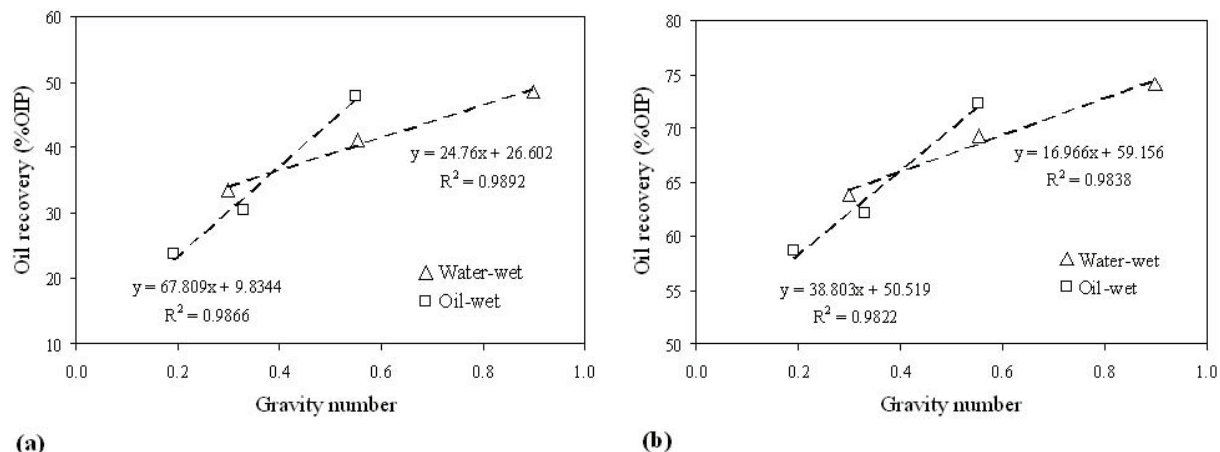 60
50
40
30
20
10
Oil recovery (%OIP)
y = 24.76x + 26.602
R² = 0.9892
y = 67.809x + 9.8344
R² = 0.9866
Water-wet
Oil-wet
0.0 0.2 0.4 0.6 0.8 1.0
Gravity number
(a)
80
75
70
65
60
55
50
Oil recovery (%OIP)
y = 16.966x + 59.156
R² = 0.9838
y = 38.803x + 50.519
R² = 0.9822
Water-wet
Oil-wet
0.0 0.2 0.4 0.6 0.8 1.0
Gravity number
(b)